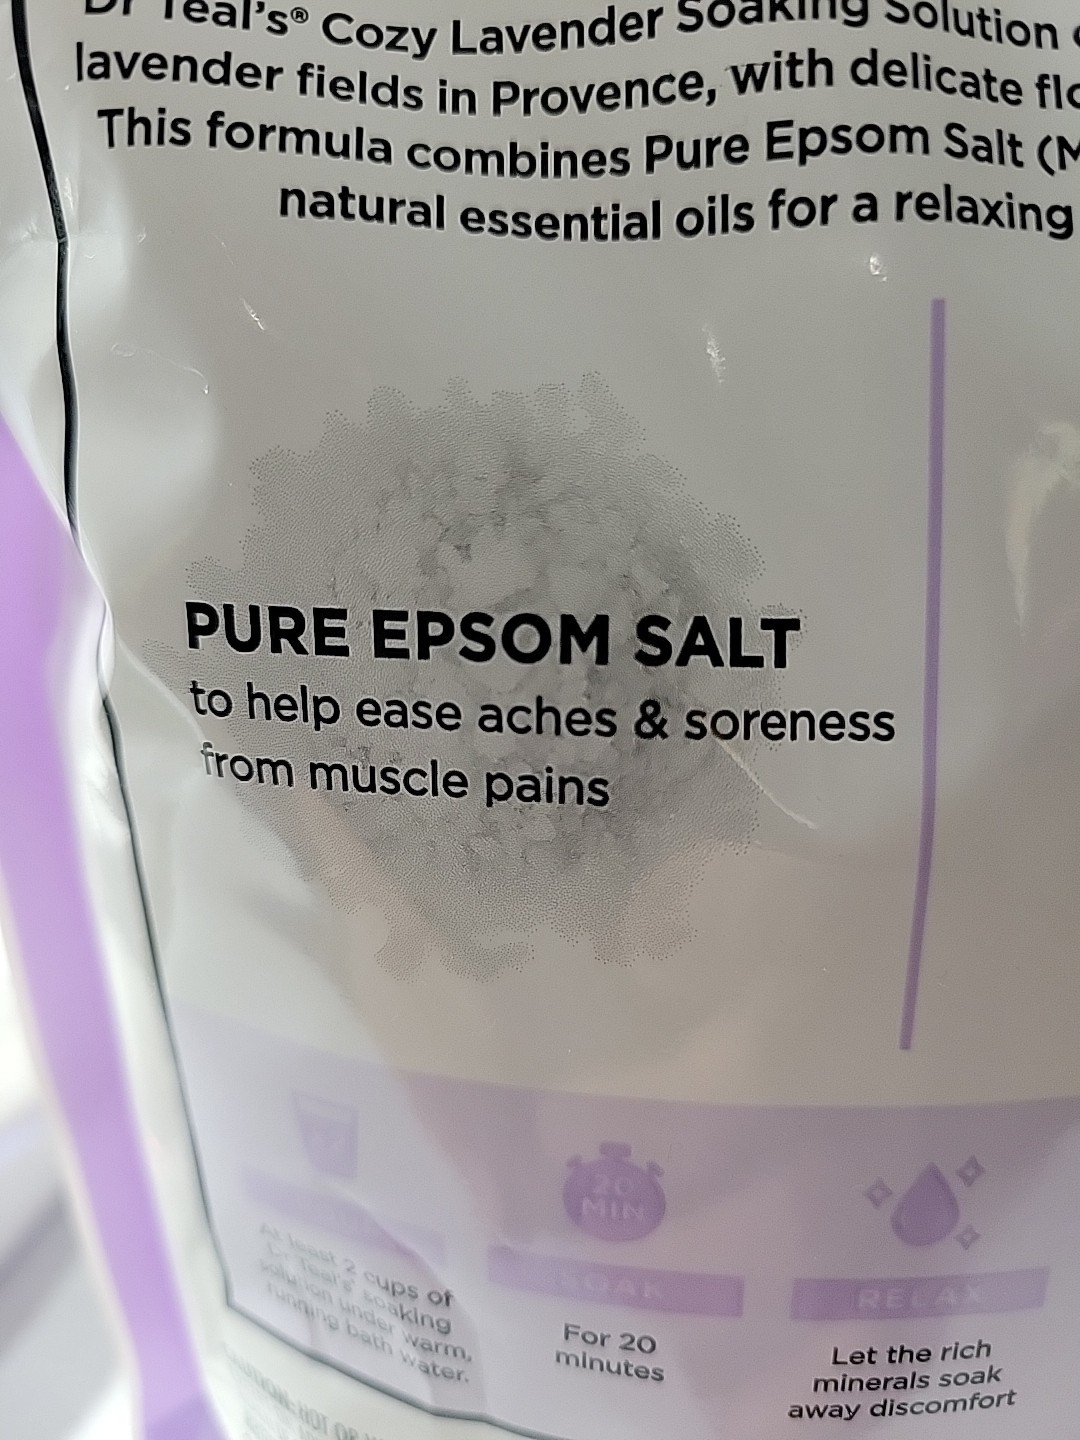 Dr Teal's® Cozy Lavender Soaking Solution
lavender fields in Provence, with delicate
This formula combines Pure Epsom Salt (M
natural essential oils for a relaxing
PURE EPSOM SALT
to help ease aches & soreness
from muscle pains
20
MIN
SOAK
RELAX
At least 2 cups of
Dr Teal's soaking
solution under warm,
running bath water.
For 20
minutes
Let the rich
minerals soak
away discomfort